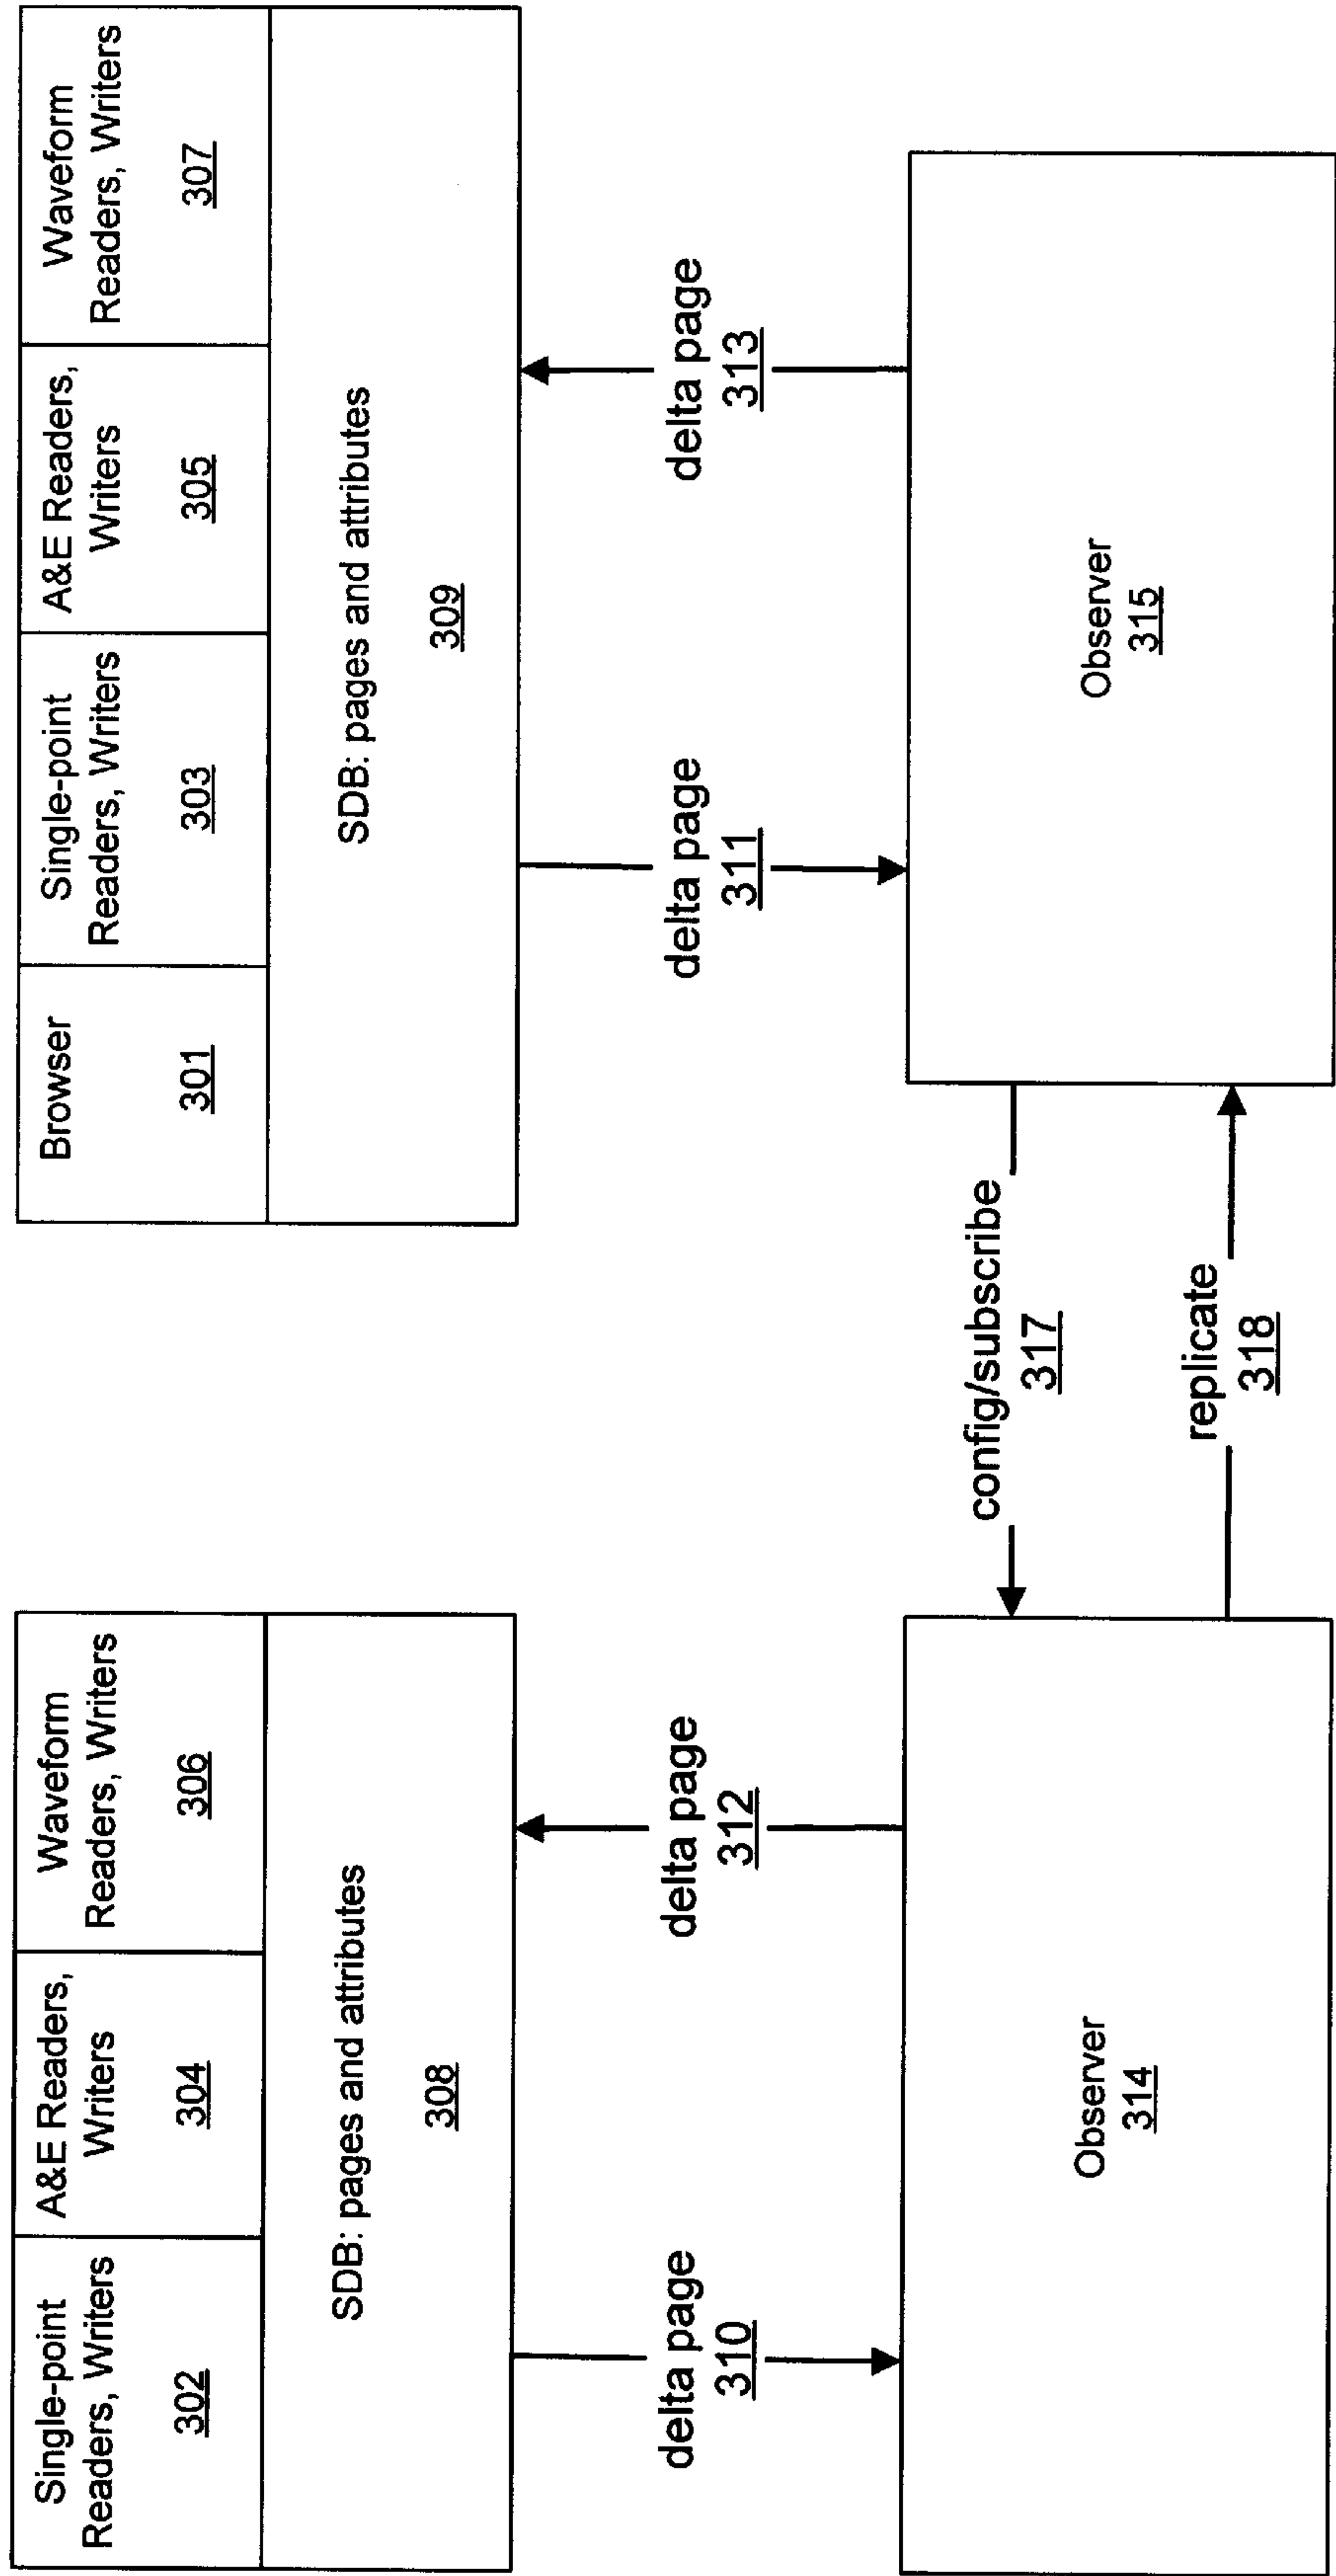 Single-point
Readers, Writers
302
A&E Readers,
Writers
304
Waveform
Readers, Writers
306
SDB: pages and attributes
308
delta page
310
delta page
312
Observer
314
Browser
301
Single-point
Readers, Writers
303
A&E Readers,
Writers
305
Waveform
Readers, Writers
307
SDB: pages and attributes
309
delta page
311
delta page
313
config/subscribe
317
replicate
318
Observer
315